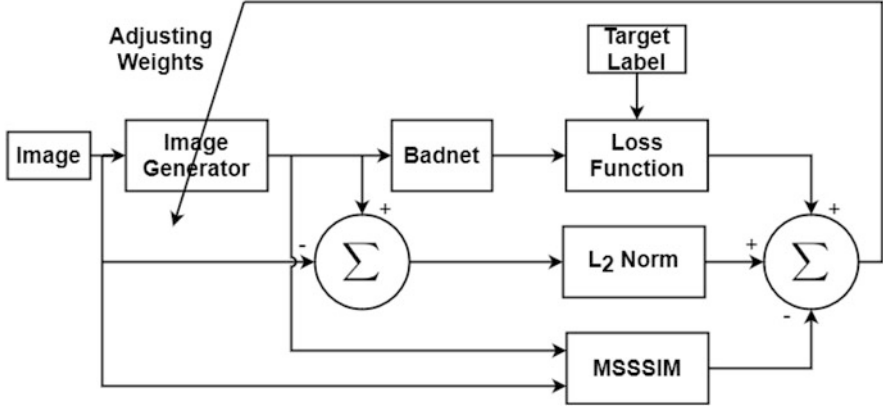 Adjusting
Weights
Target
Label
Image
Image
Generator
Badnet
Loss
Function
+
+
-
Σ
L2 Norm
+
Σ
-
MSSSIM